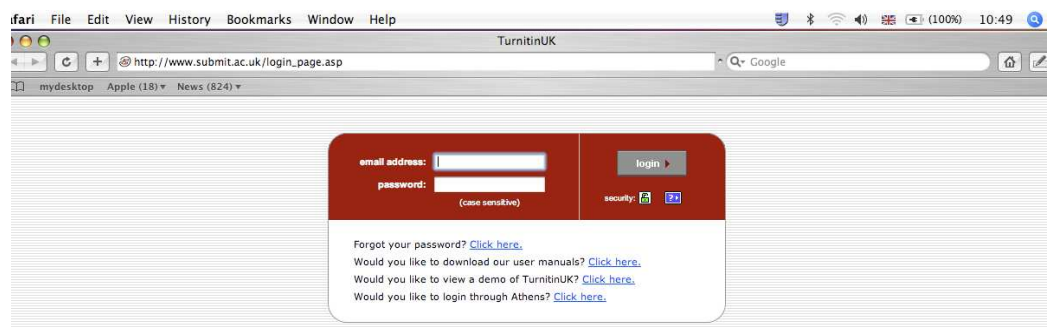 afari File Edit View History Bookmarks Window Help (100%) 10:49
TurnitinUK
http://www.submit.ac.uk/login_page.asp Google
mydesktop Apple (18) News (824)
email address: login
password: security:
(case sensitive)
Forgot your password? Click here.
Would you like to download our user manuals? Click here.
Would you like to view a demo of TurnitinUK? Click here.
Would you like to login through Athens? Click here.